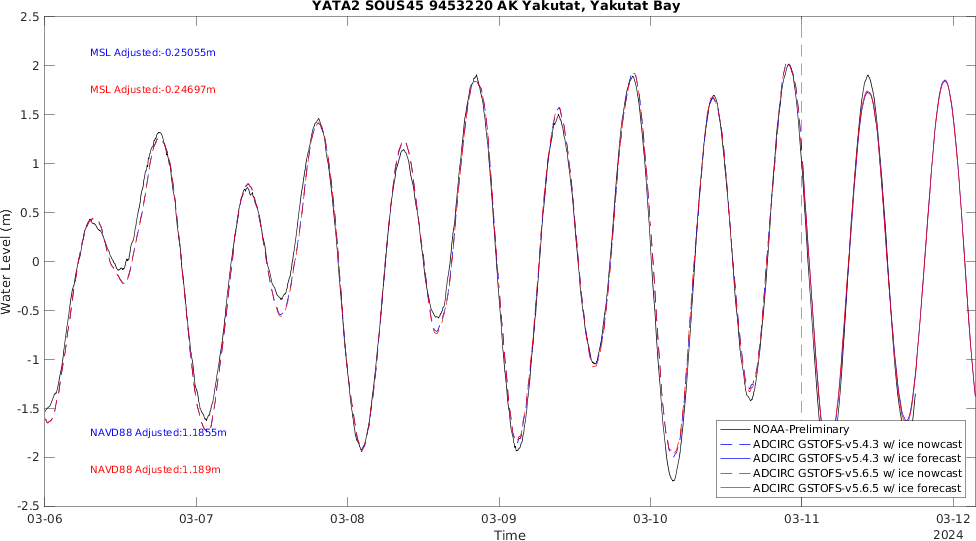 YATA2 SOUS45 9453220 AK Yakutat, Yakutat Bay
2.5
2
1.5
1
0.5
0
-0.5
-1
-1.5
-2
-2.5
Water Level (m)
MSL Adjusted:-0.25055m
MSL Adjusted:-0.24697m
NAVD88 Adjusted:1.1855m
NAVD88 Adjusted:1.189m
NOAA-Preliminary
ADCIRC GSTOFS-v5.4.3 w/ ice nowcast
ADCIRC GSTOFS-v5.4.3 w/ ice forecast
ADCIRC GSTOFS-v5.6.5 w/ ice nowcast
ADCIRC GSTOFS-v5.6.5 w/ ice forecast
03-06 03-07 03-08 03-09 03-10 03-11 03-12
2024
Time